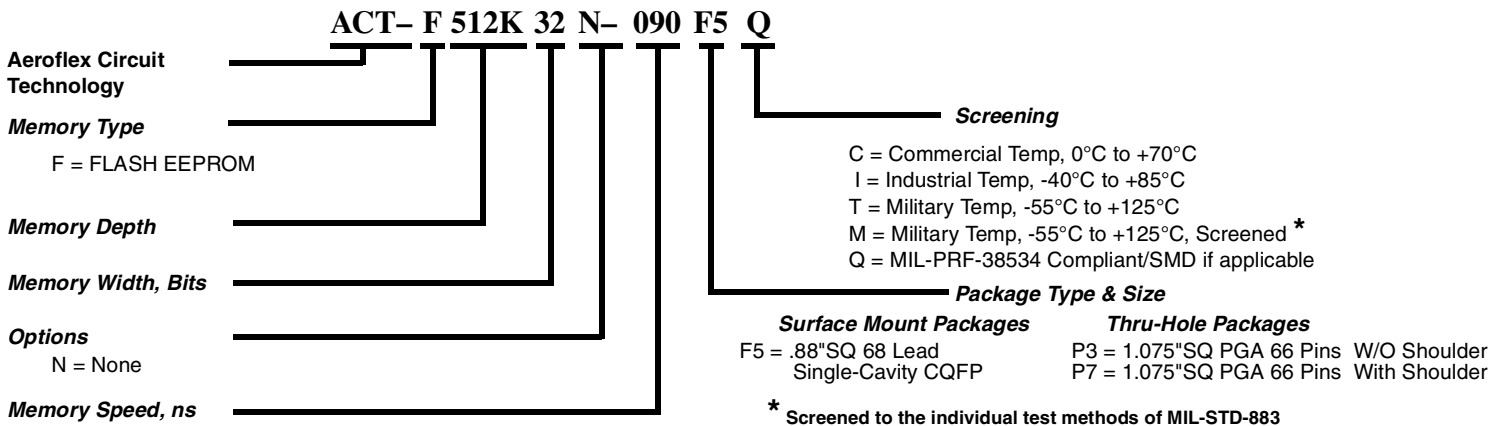 ACT– F 512K 32 N– 090 F5 Q
Aeroflex Circuit
Technology
Memory Type
F = FLASH EEPROM
Memory Depth
Memory Width, Bits
Options
N = None
Memory Speed, ns
Screening
C = Commercial Temp, 0°C to +70°C
I = Industrial Temp, -40°C to +85°C
T = Military Temp, -55°C to +125°C
M = Military Temp, -55°C to +125°C, Screened *
Q = MIL-PRF-38534 Compliant/SMD if applicable
Package Type & Size
Surface Mount Packages
F5 = .88"SQ 68 Lead
Single-Cavity CQFP
Thru-Hole Packages
P3 = 1.075"SQ PGA 66 Pins W/O Shoulder
P7 = 1.075"SQ PGA 66 Pins With Shoulder
* Screened to the individual test methods of MIL-STD-883